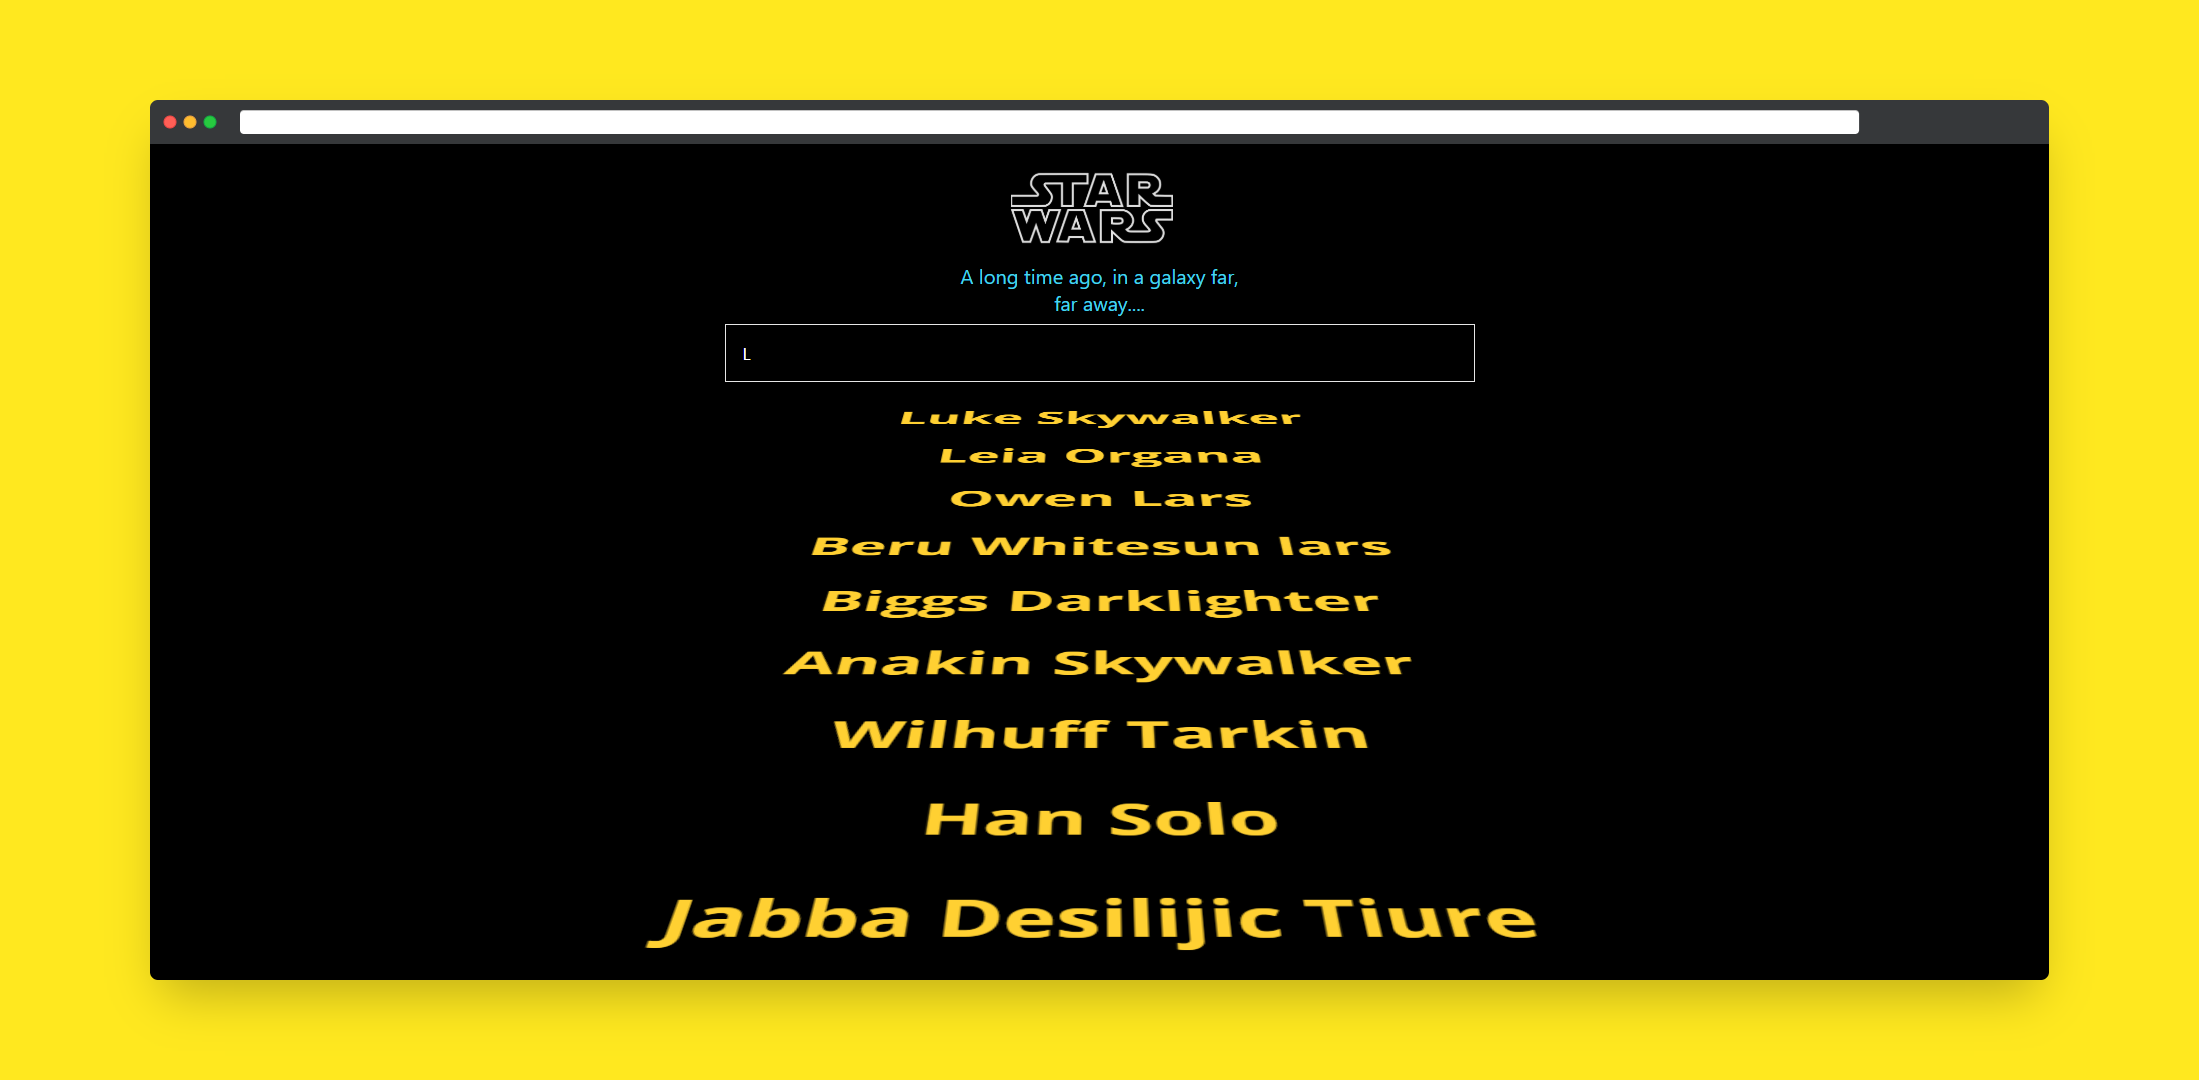 STAR
WARS
A long time ago, in a galaxy far,
far away....
L
Luke Skywalker
Leia Organa
Owen Lars
Beru Whitesun lars
Biggs Darklighter
Anakin Skywalker
Wilhuff Tarkin
Han Solo
Jabba Desilijic Tiure